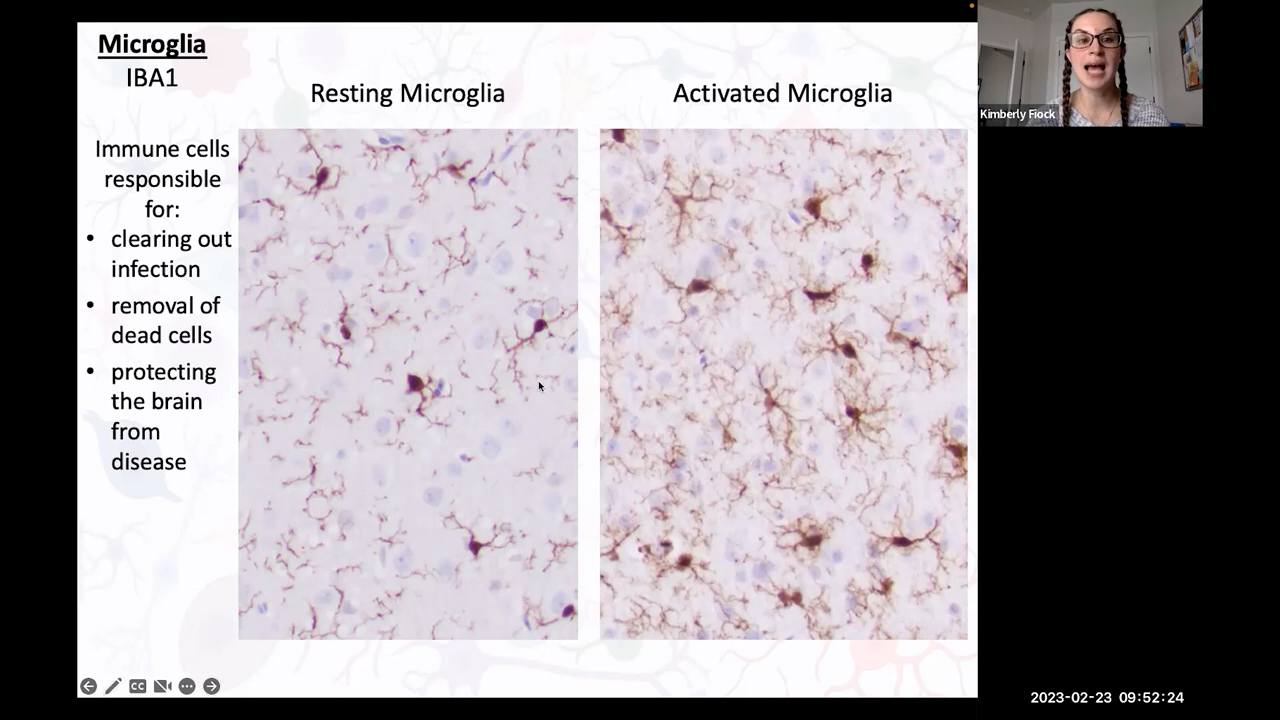 Microglia
IBA1
Resting Microglia
Activated Microglia
Immune cells
responsible
for:
• clearing out
infection
• removal of
dead cells
• protecting
the brain
from
disease
Kimberly Fiock
CC
2023-02-23 09:52:24